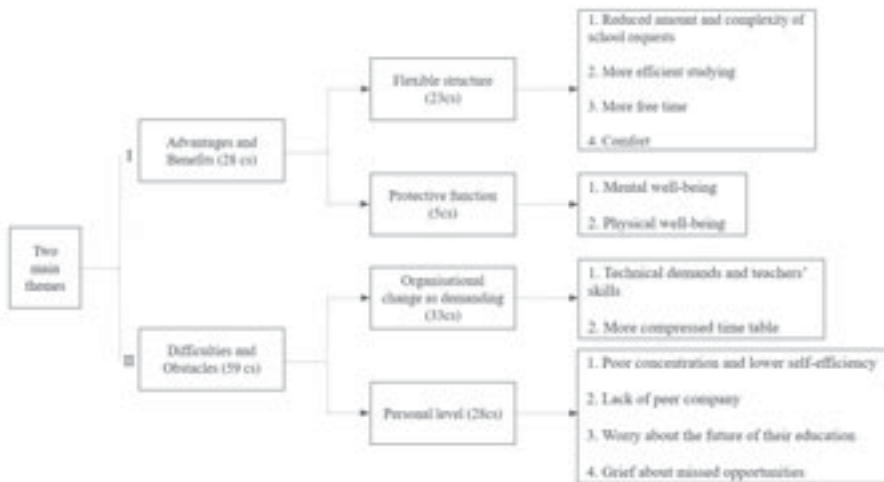 Two
main
themes
I
Advantages and
Benefits (28 cs)
Flexible structure
(23cs)
1. Reduced amount and complexity of
school requests
2. More efficient studying
3. More free time
4. Comfort
Protective function
(5cs)
1. Mental well-being
2. Physical well-being
II
Difficulties and
Obstacles (59 cs)
Organisational
change as demanding
(33cs)
1. Technical demands and teachers'
skills
2. More compressed time table
Personal level (28cs)
1. Poor concentration and lower self-efficiency
2. Lack of peer company
3. Worry about the future of their education
4. Grief about missed opportunities